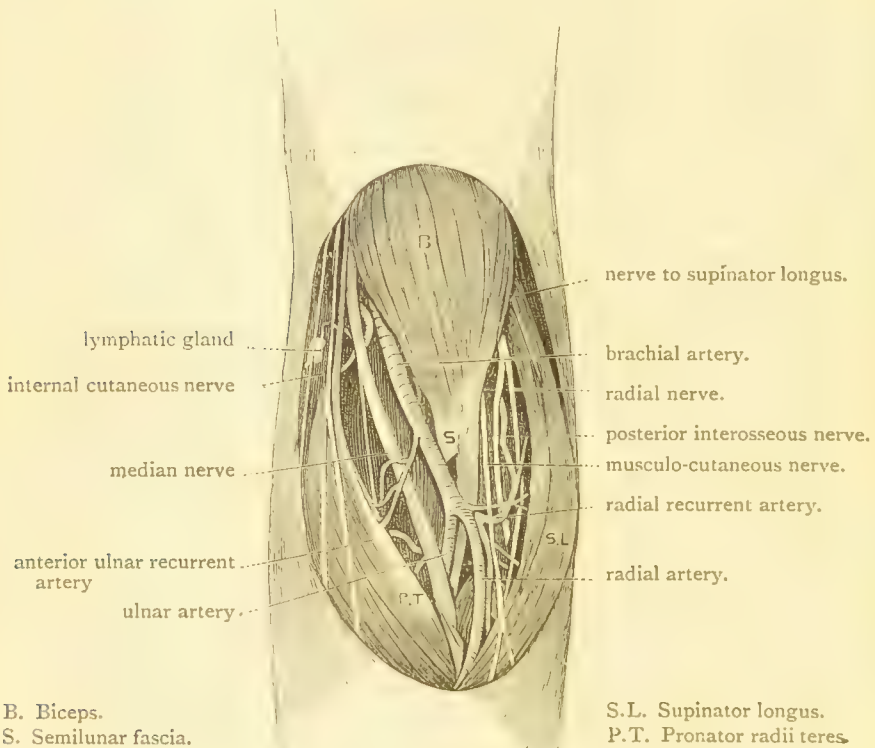 B
lymphatic gland
internal cutaneous nerve
median nerve
anterior ulnar recurrent
artery
ulnar artery
nerve to supinator longus.
brachial artery.
radial nerve.
posterior interosseous nerve.
musculo-cutaneous nerve.
radial recurrent artery.
radial artery.
S
S.L
P.T
B. Biceps.
S. Semilunar fascia.
S.L. Supinator longus.
P.T. Pronator radii teres.